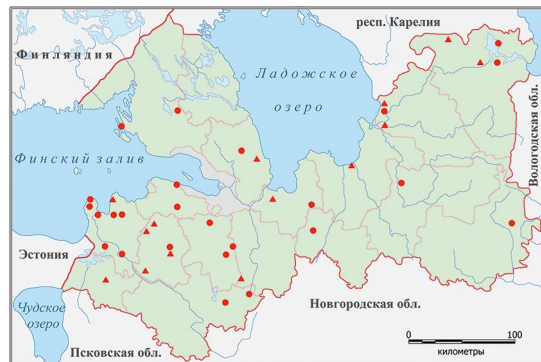 респ. Карелия
Финляндия
Ладожское
озеро
Вологодская обл.
Финский залив
Эстония
Чудское
озеро
Новгородская обл.
Псковская обл.
0 100
километры